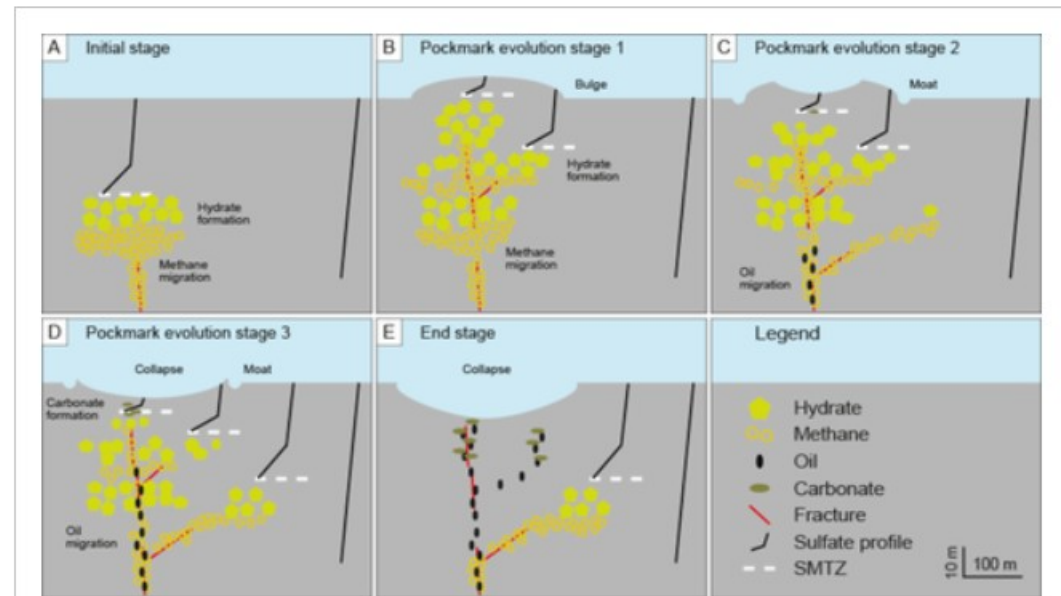 A Initial stage
Hydrate
formation
Methane
migration
B Pockmark evolution stage 1
Bulge
Hydrate
formation
Methane
migration
C Pockmark evolution stage 2
Moat
Oil
migration
D Pockmark evolution stage 3
Collapse Moat
Carbonate
formation
Oil
migration
E End stage
Collapse
Legend
Hydrate
Methane
Oil
Carbonate
Fracture
Sulfate profile
SMTZ
10 m
100 m